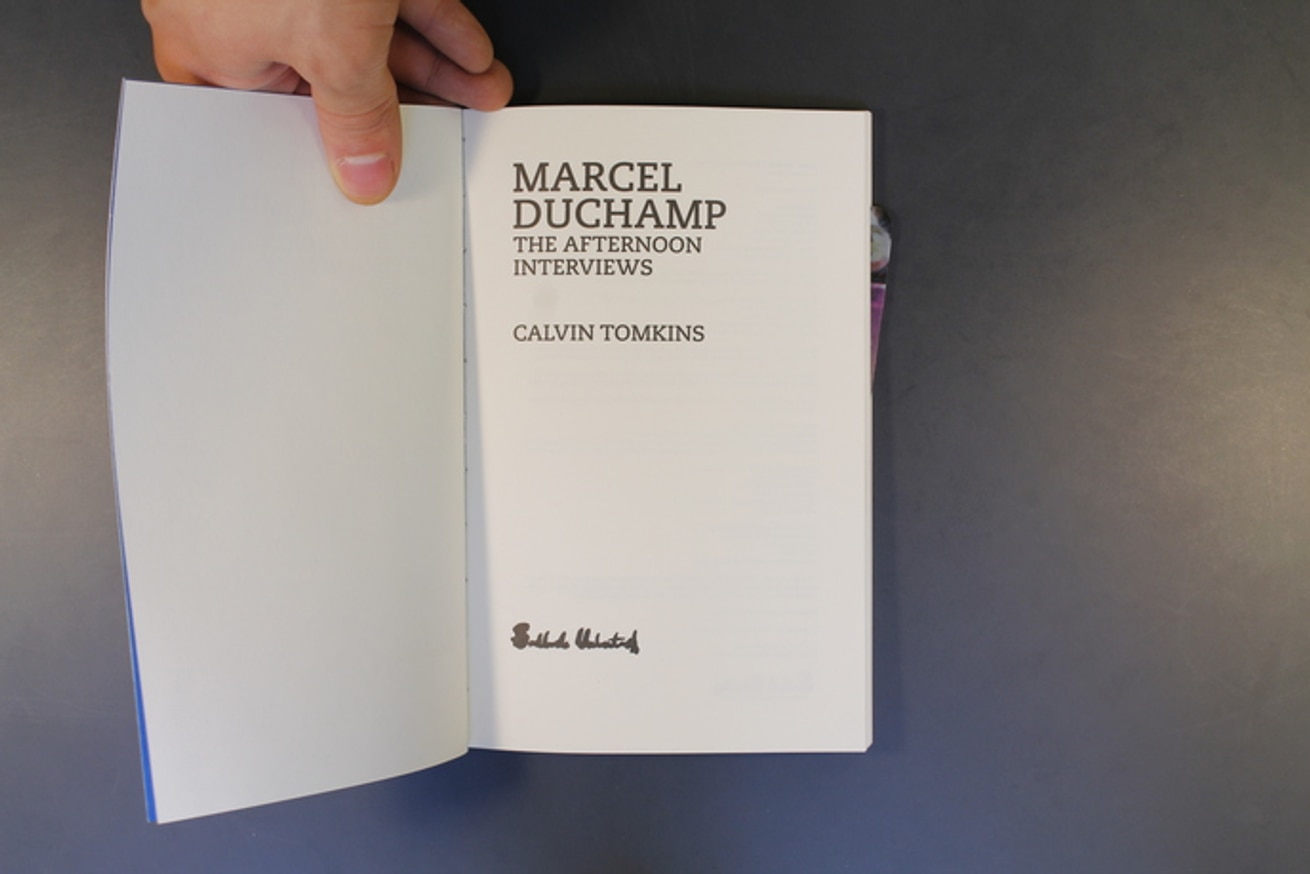 MARCEL
DUCHAMP
THE AFTERNOON
INTERVIEWS
CALVIN TOMKINS